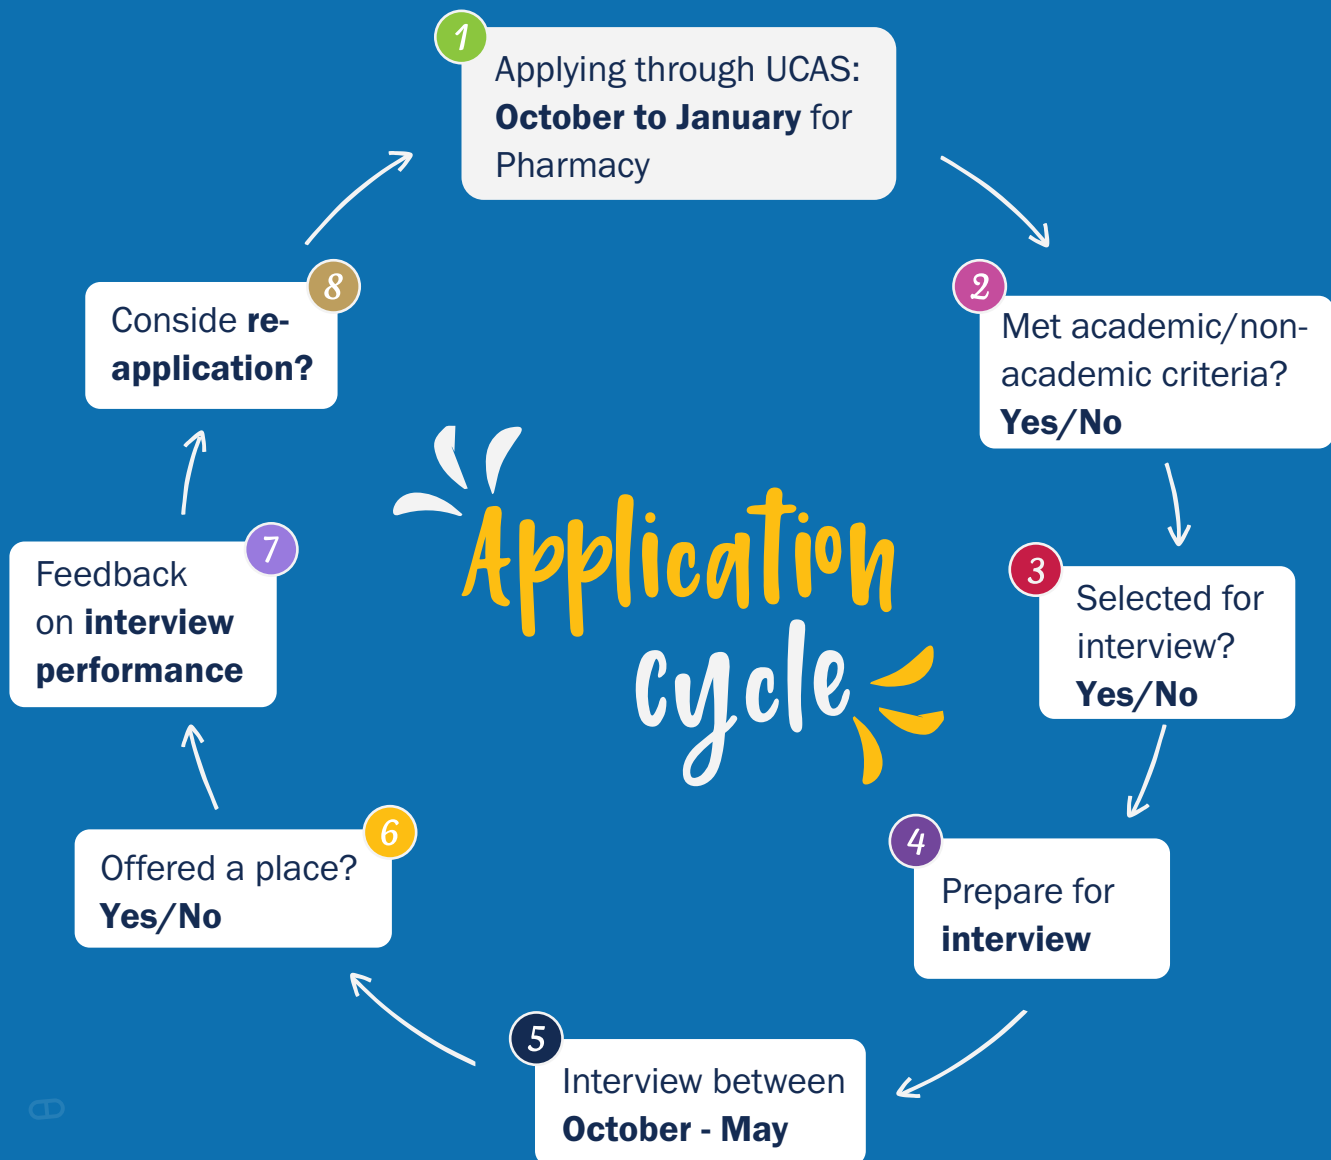 1
Applying through UCAS:
October to January for
Pharmacy
2
Met academic/non-
academic criteria?
Yes/No
3
Selected for
interview?
Yes/No
4
Prepare for
interview
5
Interview between
October - May
6
Offered a place?
Yes/No
7
Feedback
on interview
performance
8
Conside re-
application?
Application
cycle